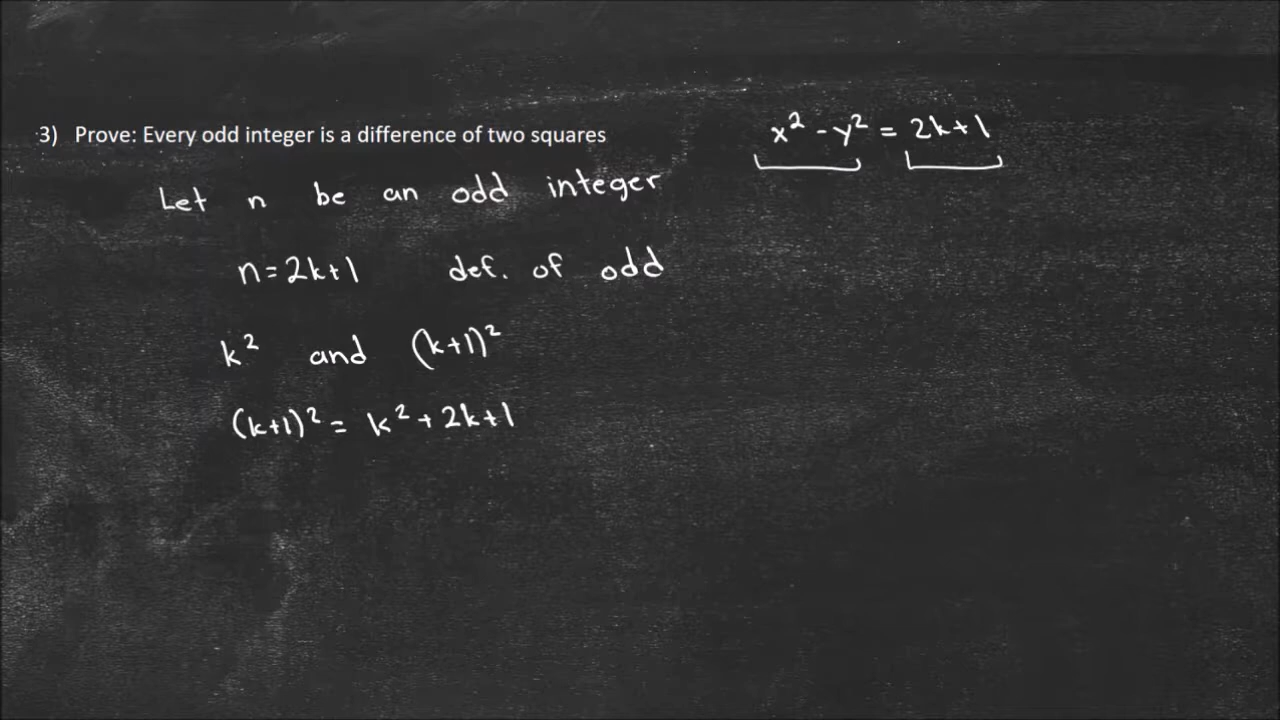 3) Prove: Every odd integer is a difference of two squares
x² - y² = 2k+1
Let n be an odd integer
n = 2k+1 def. of odd
k² and (k+1)²
(k+1)² = k² + 2k+1